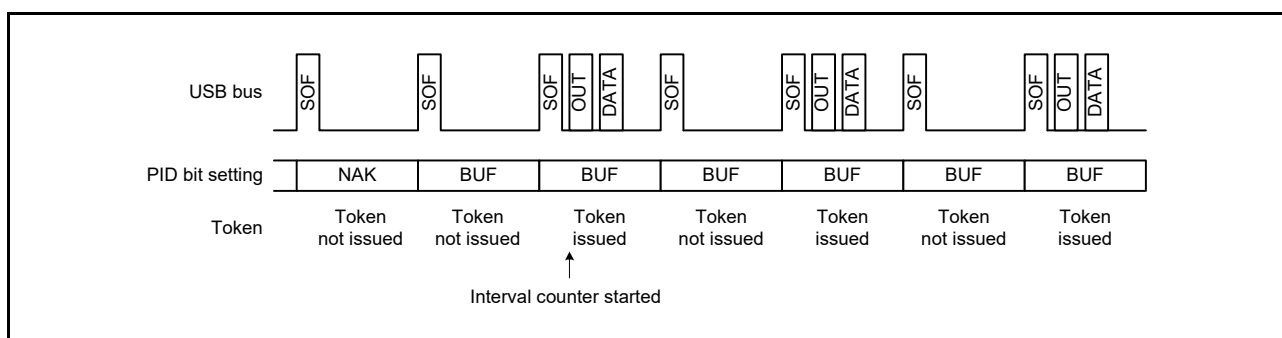 USB bus
SOF SOF SOF OUT DATA SOF SOF OUT DATA SOF SOF OUT DATA
PID bit setting NAK BUF BUF BUF BUF BUF BUF
Token Token not issued Token not issued Token issued Token not issued Token issued Token not issued Token issued
Interval counter started